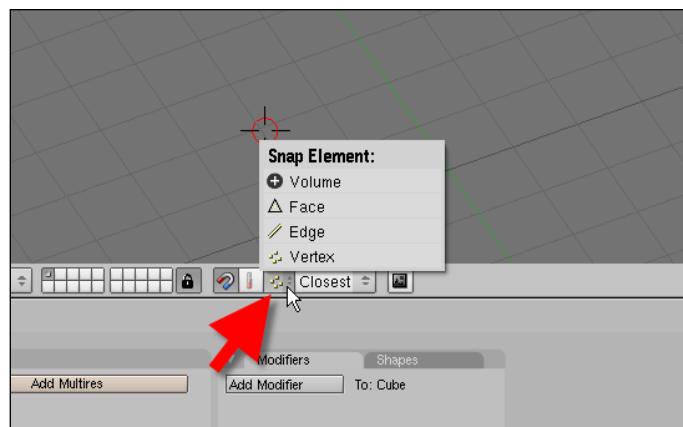 Snap Element:
Volume
Face
Edge
Vertex
Closest
Modifiers
Shapes
Add Multires
Add Modifier
To: Cube